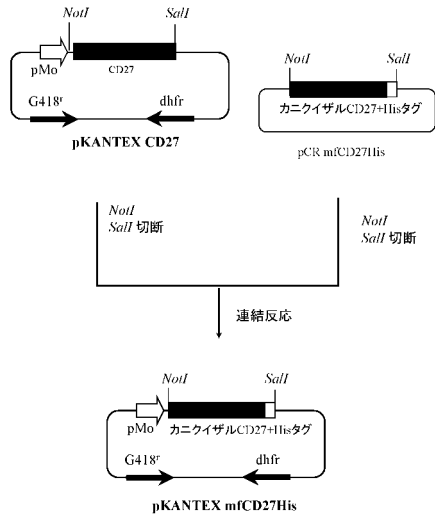 NotI
SalI
pMo
CD27
G418r
dhfr
pKANTEX CD27
NotI
SalI
カニクイザルCD27+Hisタグ
pCR mfCD27His
NotI
SalI 切断
NotI
SalI 切断
連結反応
NotI
SalI
pMo
カニクイザルCD27+Hisタグ
G418r
dhfr
pKANTEX mfCD27His